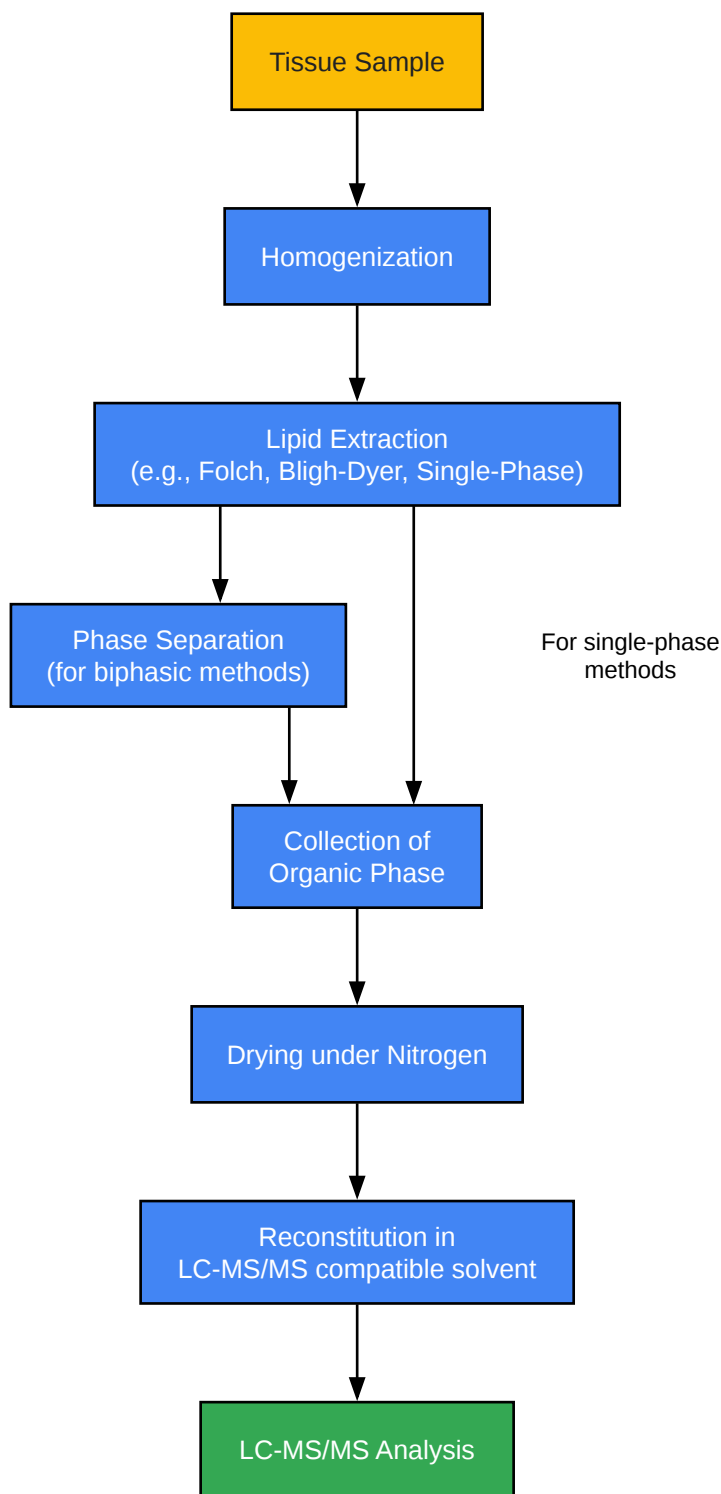 Tissue Sample
Homogenization
Lipid Extraction
(e.g., Folch, Bligh-Dyer, Single-Phase)
Phase Separation
(for biphasic methods)
For single-phase
methods
Collection of
Organic Phase
Drying under Nitrogen
Reconstitution in
LC-MS/MS compatible solvent
LC-MS/MS Analysis